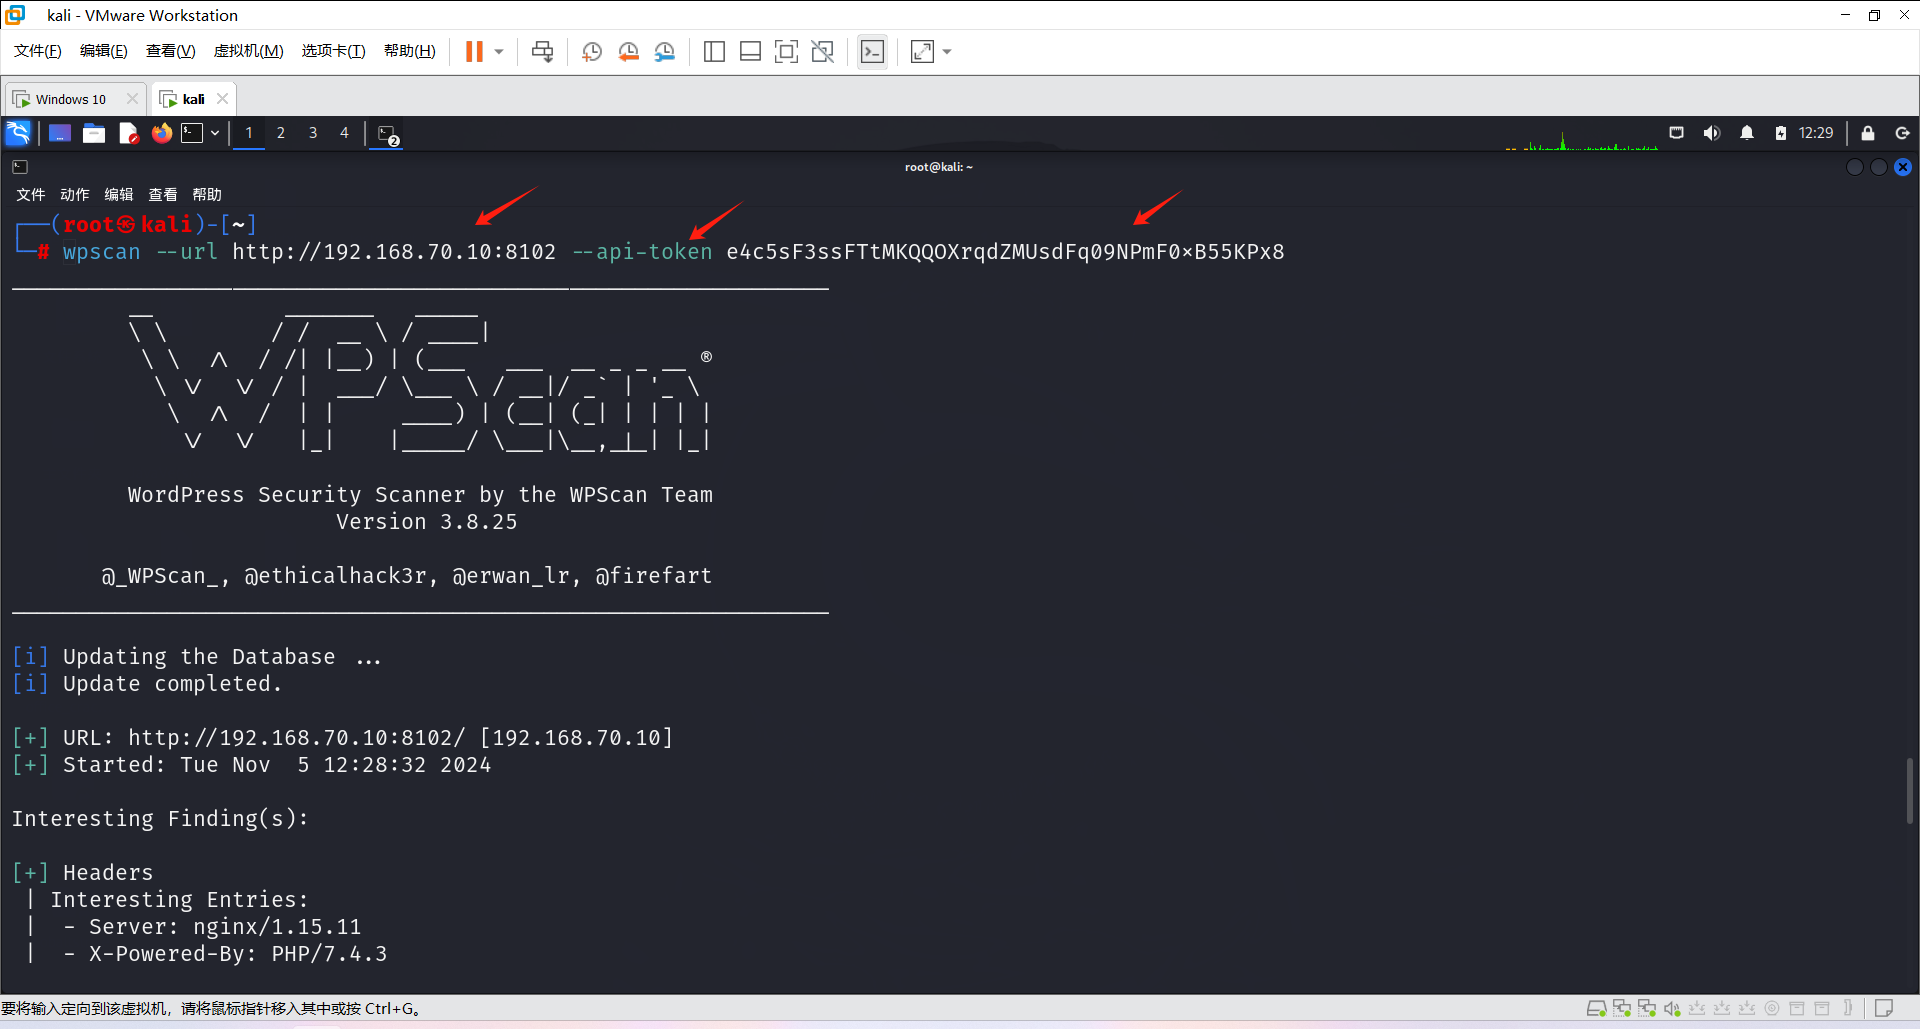 kali - VMware Workstation
文件(F) 编辑(E) 查看(V) 虚拟机(M) 选项卡(T) 帮助(H)
Windows 10 kali
1 2 3 4 2 12:29
root@kali: ~
文件 动作 编辑 查看 帮助
(root㉿kali)-[~]
# wpscan --url http://192.168.70.10:8102 --api-token e4c5sF3ssFTtMKQQOXrqdZMUsdFq09NPmF0×B55KPx8
WPScan ®
WordPress Security Scanner by the WPScan Team
Version 3.8.25
@_WPScan_, @ethicalhack3r, @erwan_lr, @firefart
[i] Updating the Database ...
[i] Update completed.
[+] URL: http://192.168.70.10:8102/ [192.168.70.10]
[+] Started: Tue Nov  5 12:28:32 2024
Interesting Finding(s):
[+] Headers
| Interesting Entries:
|  - Server: nginx/1.15.11
|  - X-Powered-By: PHP/7.4.3
要将输入定向到该虚拟机，请将鼠标指针移入其中或按 Ctrl+G。